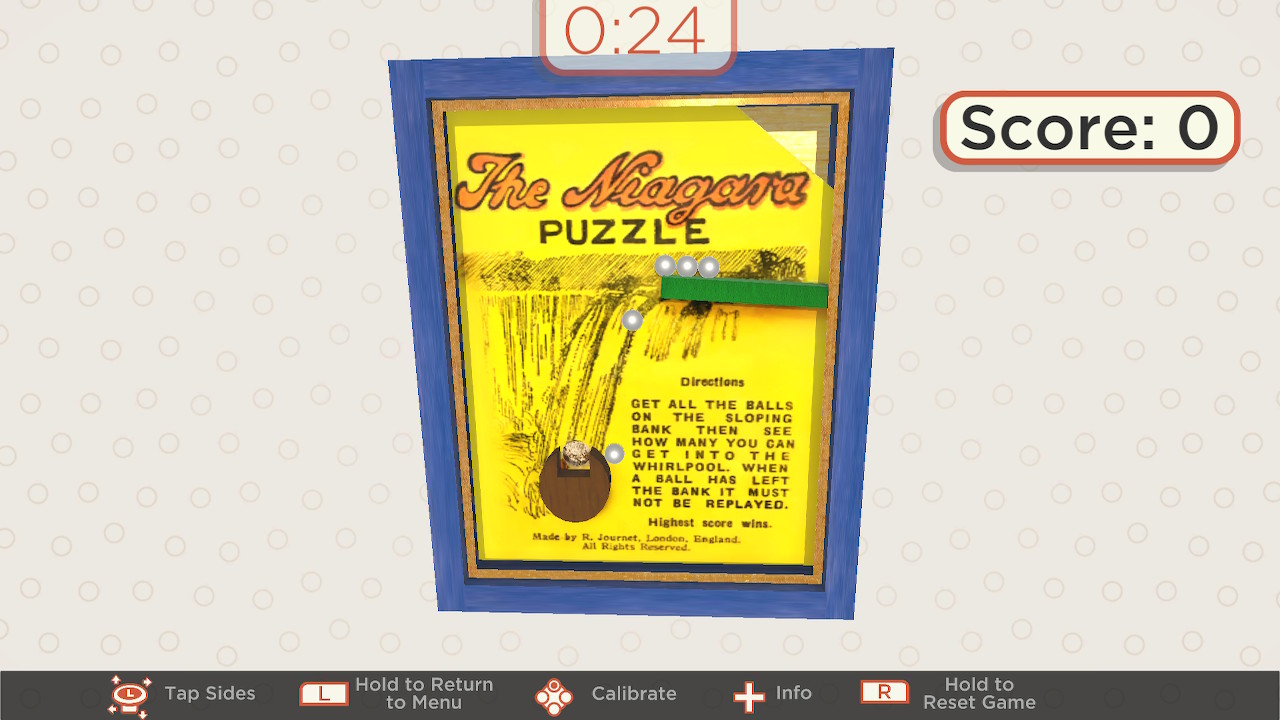 0:24
Score: 0
The Niagara
PUZZLE
Directions
GET ALL THE BALLS
ON THE SLOPING
BANK THEN SEE
HOW MANY YOU CAN
GET INTO THE
WHIRLPOOL. WHEN
A BALL HAS LEFT
THE BANK IT MUST
NOT BE REPLAYED.
Highest score wins.
Made by R. Journet, London, England.
All Rights Reserved.
L Tap Sides
L Hold to Return
to Menu
Calibrate
Info
R Hold to
Reset Game